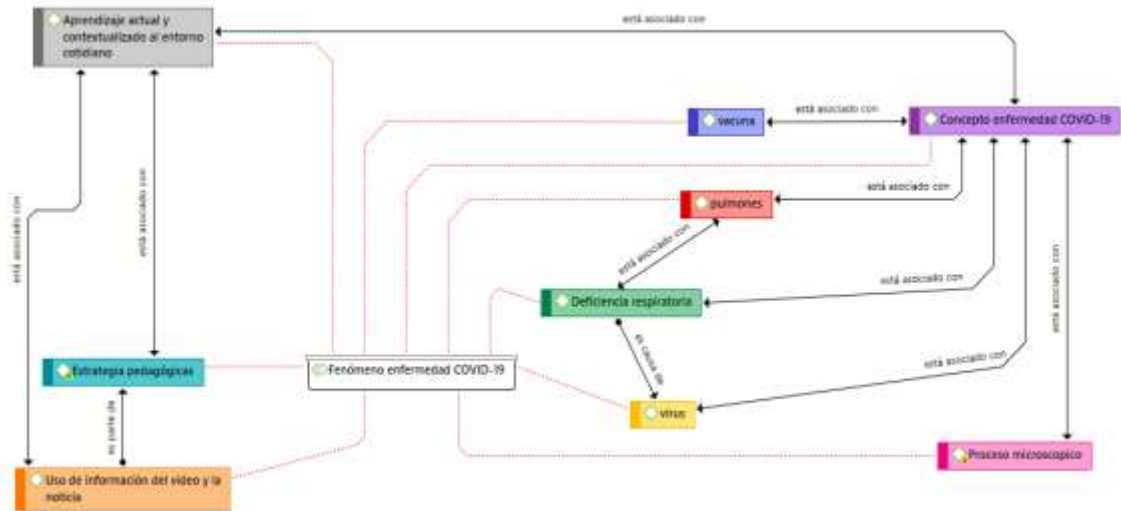 Aprendizaje actual y
contextualizado al entorno
cotidiano
está asociado con
vacuna
está asociado con
Concepto enfermedad COVID-19
está asociado con
pulmones
está asociado con
está asociado con
está asociado con
está asociado con
Deficiencia respiratoria
está asociado con
está asociado con
es causa de
está asociado con
Estrategia pedagógicas
Fenómeno enfermedad COVID-19
virus
es parte de
Proceso microscopico
Uso de información del video y la
noticia